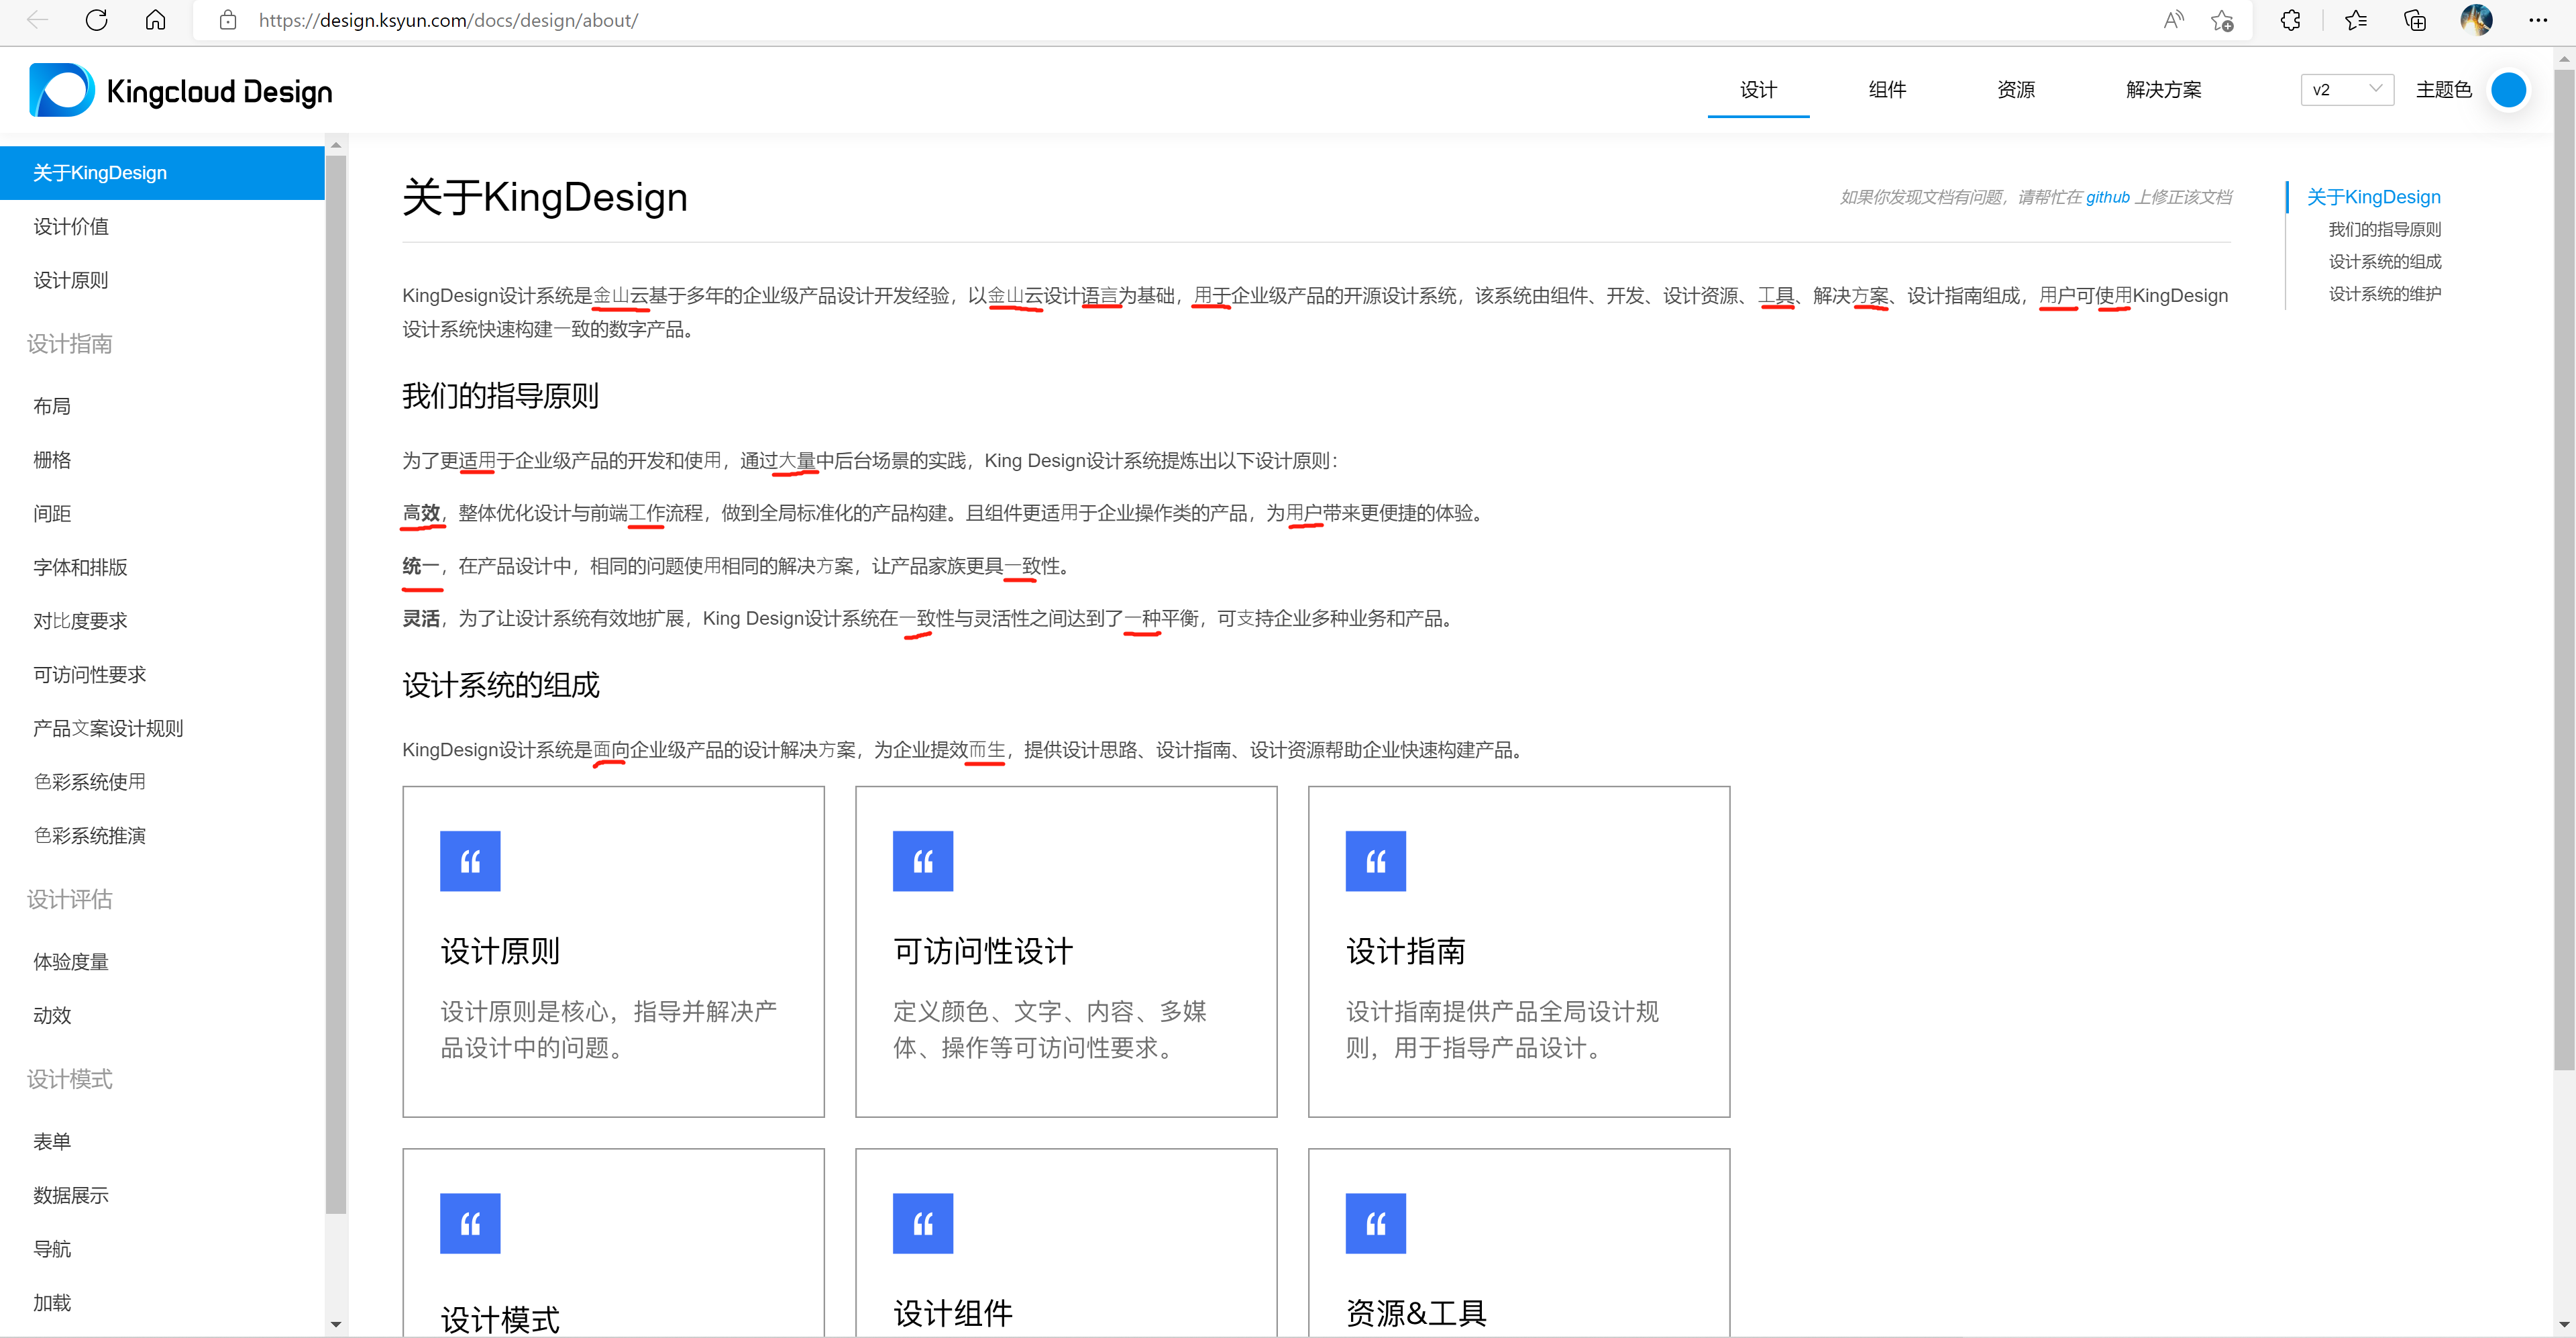 https://design.ksyun.com/docs/design/about/
Kingcloud Design
设计
组件
资源
解决方案
v2
主题色
关于KingDesign
设计价值
设计原则
设计指南
布局
栅格
间距
字体和排版
对比度要求
可访问性要求
产品文案设计规则
色彩系统使用
色彩系统推演
设计评估
体验度量
动效
设计模式
表单
数据展示
导航
加载
关于KingDesign
如果你发现文档有问题，请帮忙在 github 上修正该文档
KingDesign设计系统是金山云基于多年的企业级产品设计开发经验，以金山云设计语言为基础，用于企业级产品的开源设计系统，该系统由组件、开发、设计资源、工具、解决方案、设计指南组成，用户可使用KingDesign
设计系统快速构建一致的数字产品。
我们的指导原则
为了更适用于企业级产品的开发和使用，通过大量中后台场景的实践，King Design设计系统提炼出以下设计原则：
高效，整体优化设计与前端工作流程，做到全局标准化的产品构建。且组件更适用于企业操作类的产品，为用户带来更便捷的体验。
统一，在产品设计中，相同的问题使用相同的解决方案，让产品家族更具一致性。
灵活，为了让设计系统有效地扩展，King Design设计系统在一致性与灵活性之间达到了一种平衡，可支持企业多种业务和产品。
设计系统的组成
KingDesign设计系统是面向企业级产品的设计解决方案，为企业提效而生，提供设计思路、设计指南、设计资源帮助企业快速构建产品。
设计原则
设计原则是核心，指导并解决产
品设计中的问题。
可访问性设计
定义颜色、文字、内容、多媒
体、操作等可访问性要求。
设计指南
设计指南提供产品全局设计规
则，用于指导产品设计。
设计模式
设计组件
资源&工具
关于KingDesign
我们的指导原则
设计系统的组成
设计系统的维护